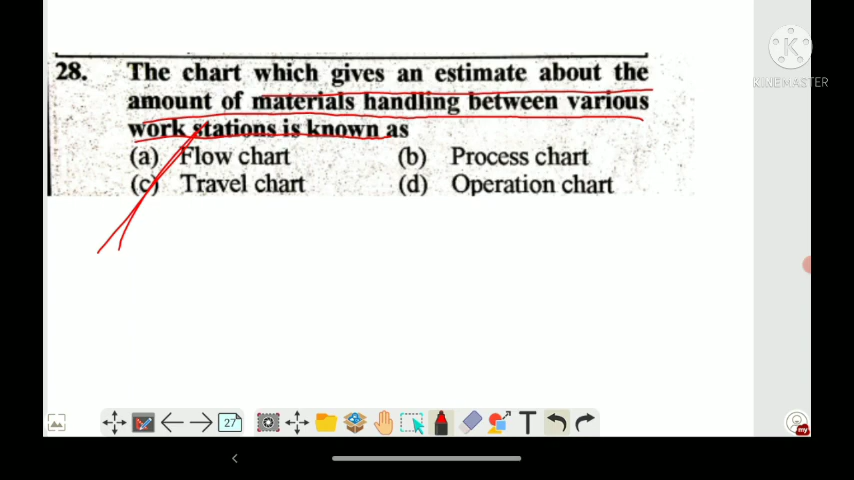 KINEMASTER
28. The chart which gives an estimate about the
amount of materials handling between various
work stations is known as
(a) Flow chart (b) Process chart
(c) Travel chart (d) Operation chart
27
T
my